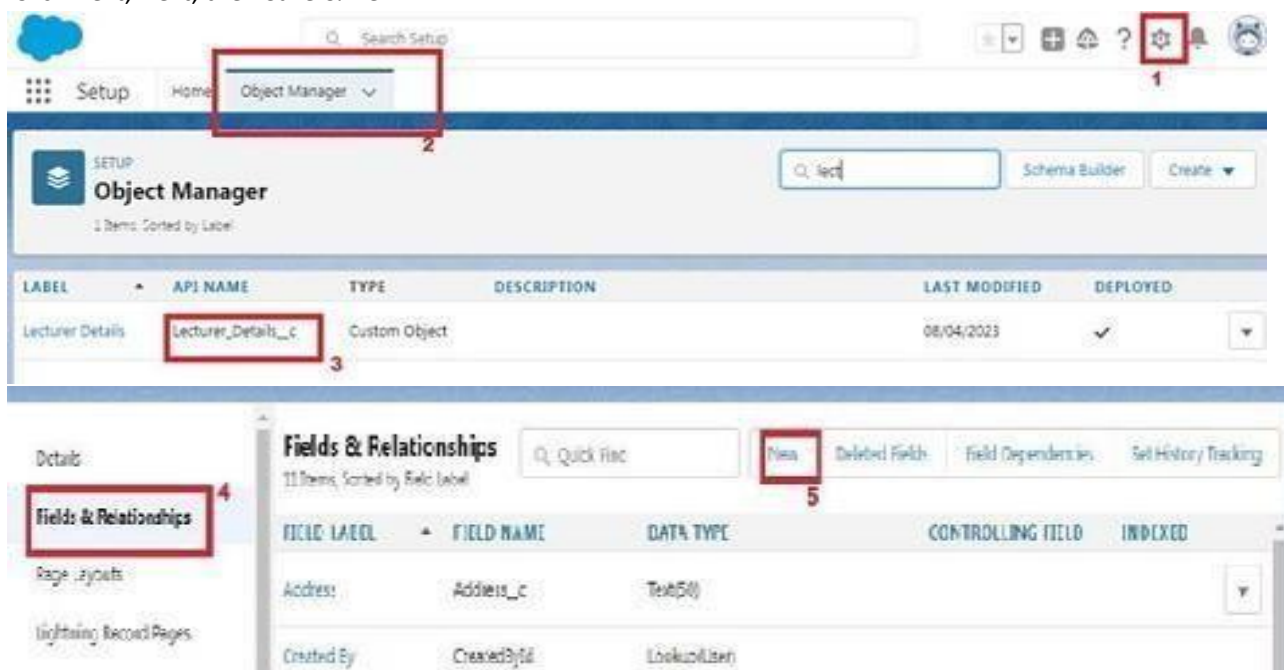 Search Setup
1
Setup Home Object Manager
2
SETUP
Object Manager
1 Items, Sorted by Label
lect
Schema Builder Create
LABEL API NAME TYPE DESCRIPTION LAST MODIFIED DEPLOYED
Lecturer Details Lecturer_Details__c Custom Object 08/04/2023
3
Details
Fields & Relationships 4
Page Layouts
Lightning Record Pages
Fields & Relationships Quick Find New Deleted Fields Field Dependencies Set History Tracking
11 Items, Sorted by Field Label
5
FIELD LABEL FIELD NAME DATA TYPE CONTROLLING FIELD INDEXED
Address Address__c Text(50)
Created By CreatedById Lookup(User)